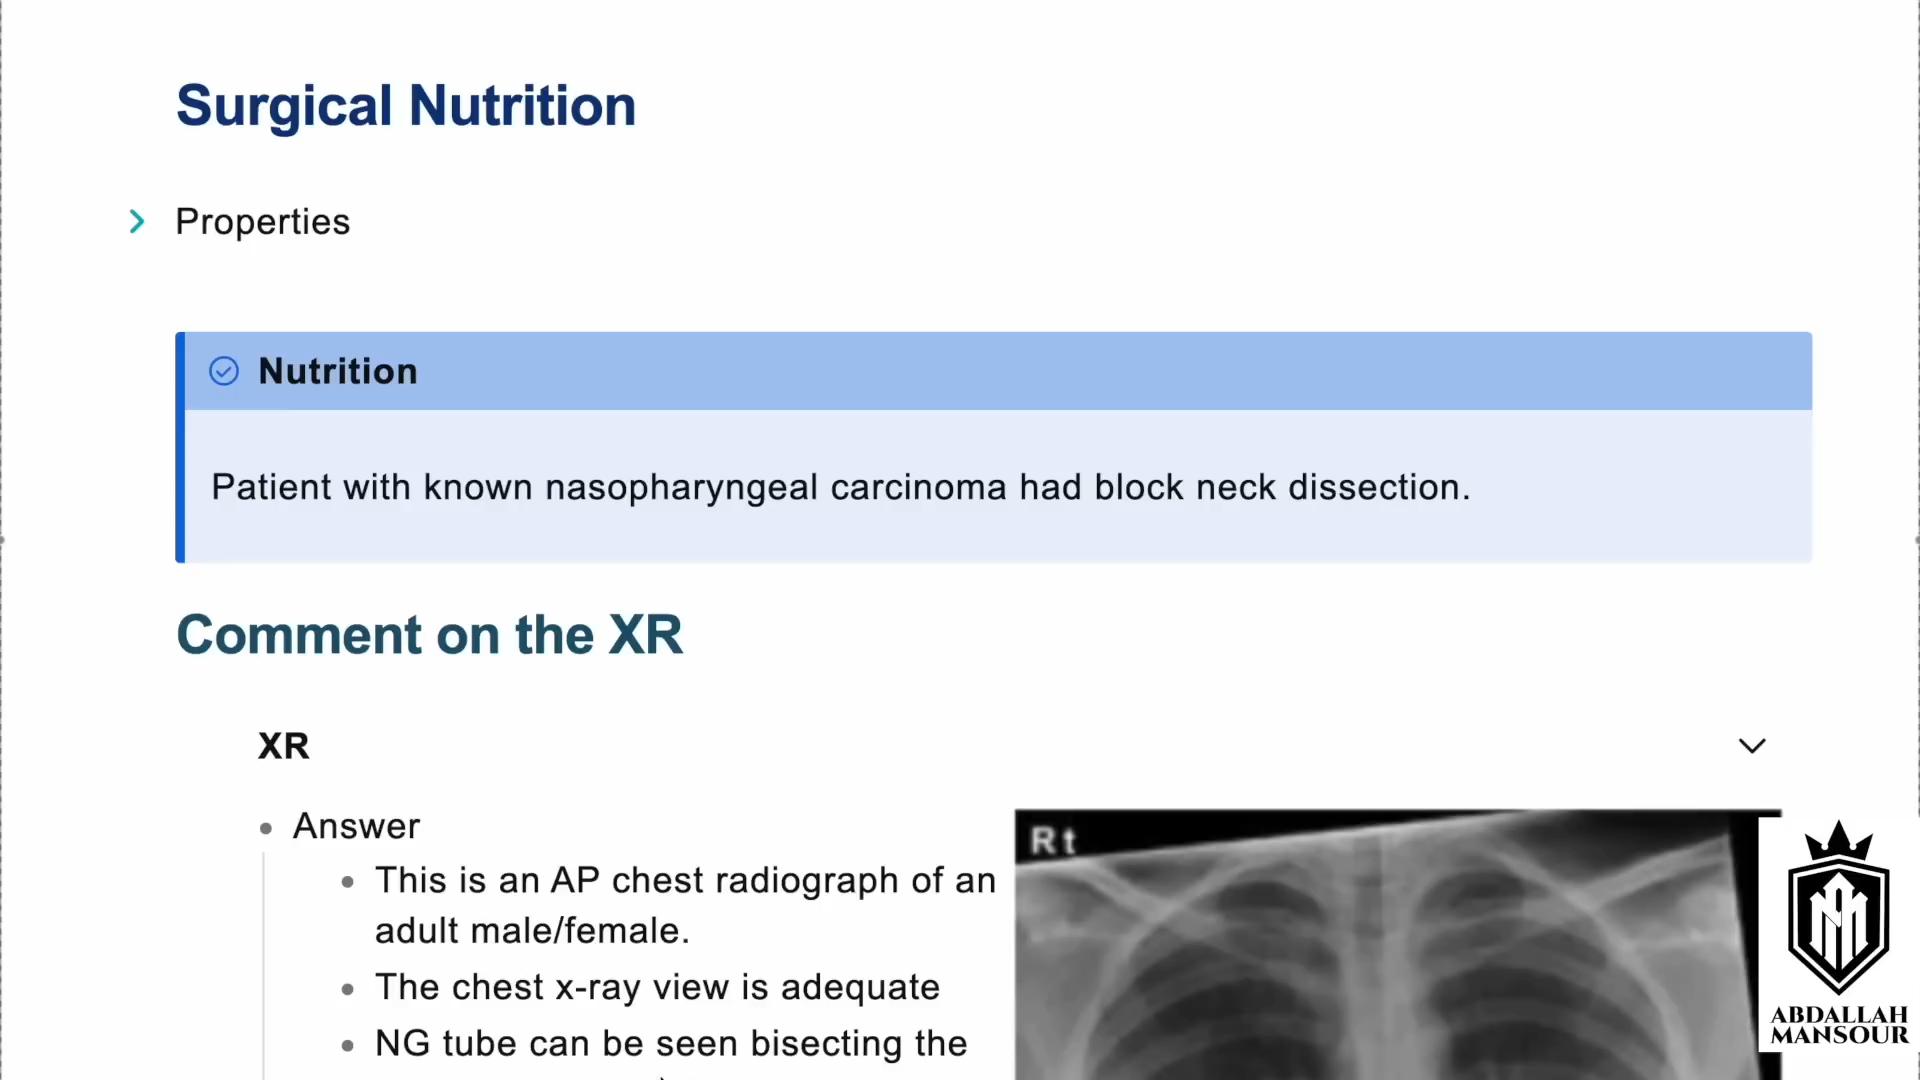 Surgical Nutrition
Properties
Nutrition
Patient with known nasopharyngeal carcinoma had block neck dissection.
Comment on the XR
XR
Answer
This is an AP chest radiograph of an
adult male/female.
The chest x-ray view is adequate
NG tube can be seen bisecting the
Rt
ABDALLAH
MANSOUR